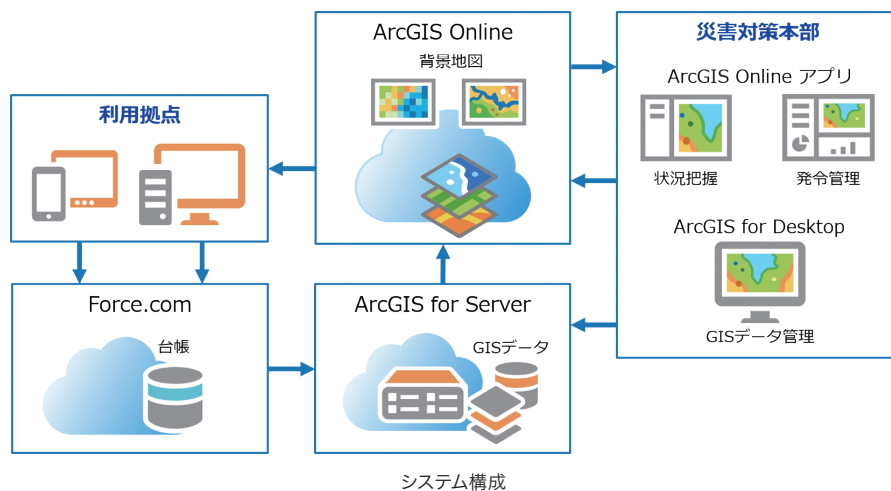 ArcGIS Online
背景地図
災害対策本部
ArcGIS Online アプリ
状況把握
発令管理
ArcGIS for Desktop
GISデータ管理
利用拠点
Force.com
台帳
ArcGIS for Server
GISデータ
システム構成